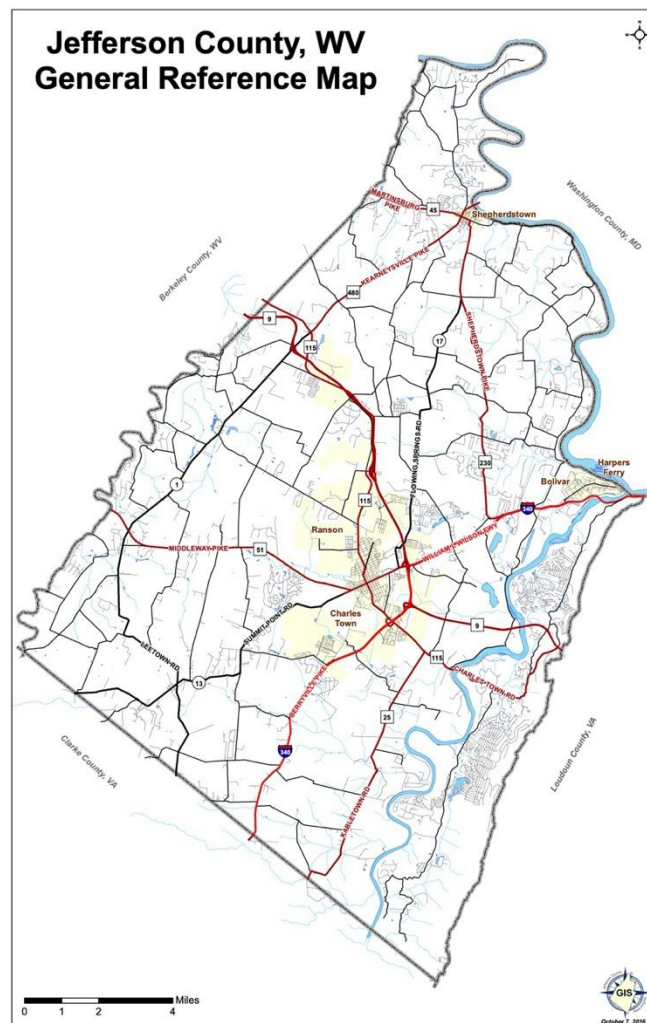 Jefferson County, WV
General Reference Map
MARTINSBURG
PIKE
45
Shepherdstown
Washington County, MD
Berkeley County, WV
KEARNEYSVILLE PIKE
480
9
115
17
SHEPHERDSTOWN PIKE
1
FLOWING SPRINGS RD
230
Harpers
Ferry
Bolivar
115
340
Ranson
WILLIAM L WILSON FWY
MIDDLEWAY PIKE
51
SUMMIT POINT RD
Charles
Town
9
LEETOWN RD
115
CHARLES TOWN RD
13
BERRYVILLE PIKE
25
340
Clarke County, VA
Loudoun County, VA
KABLETOWN RD
0 1 2 4
Miles
GIS
October 7, 2016